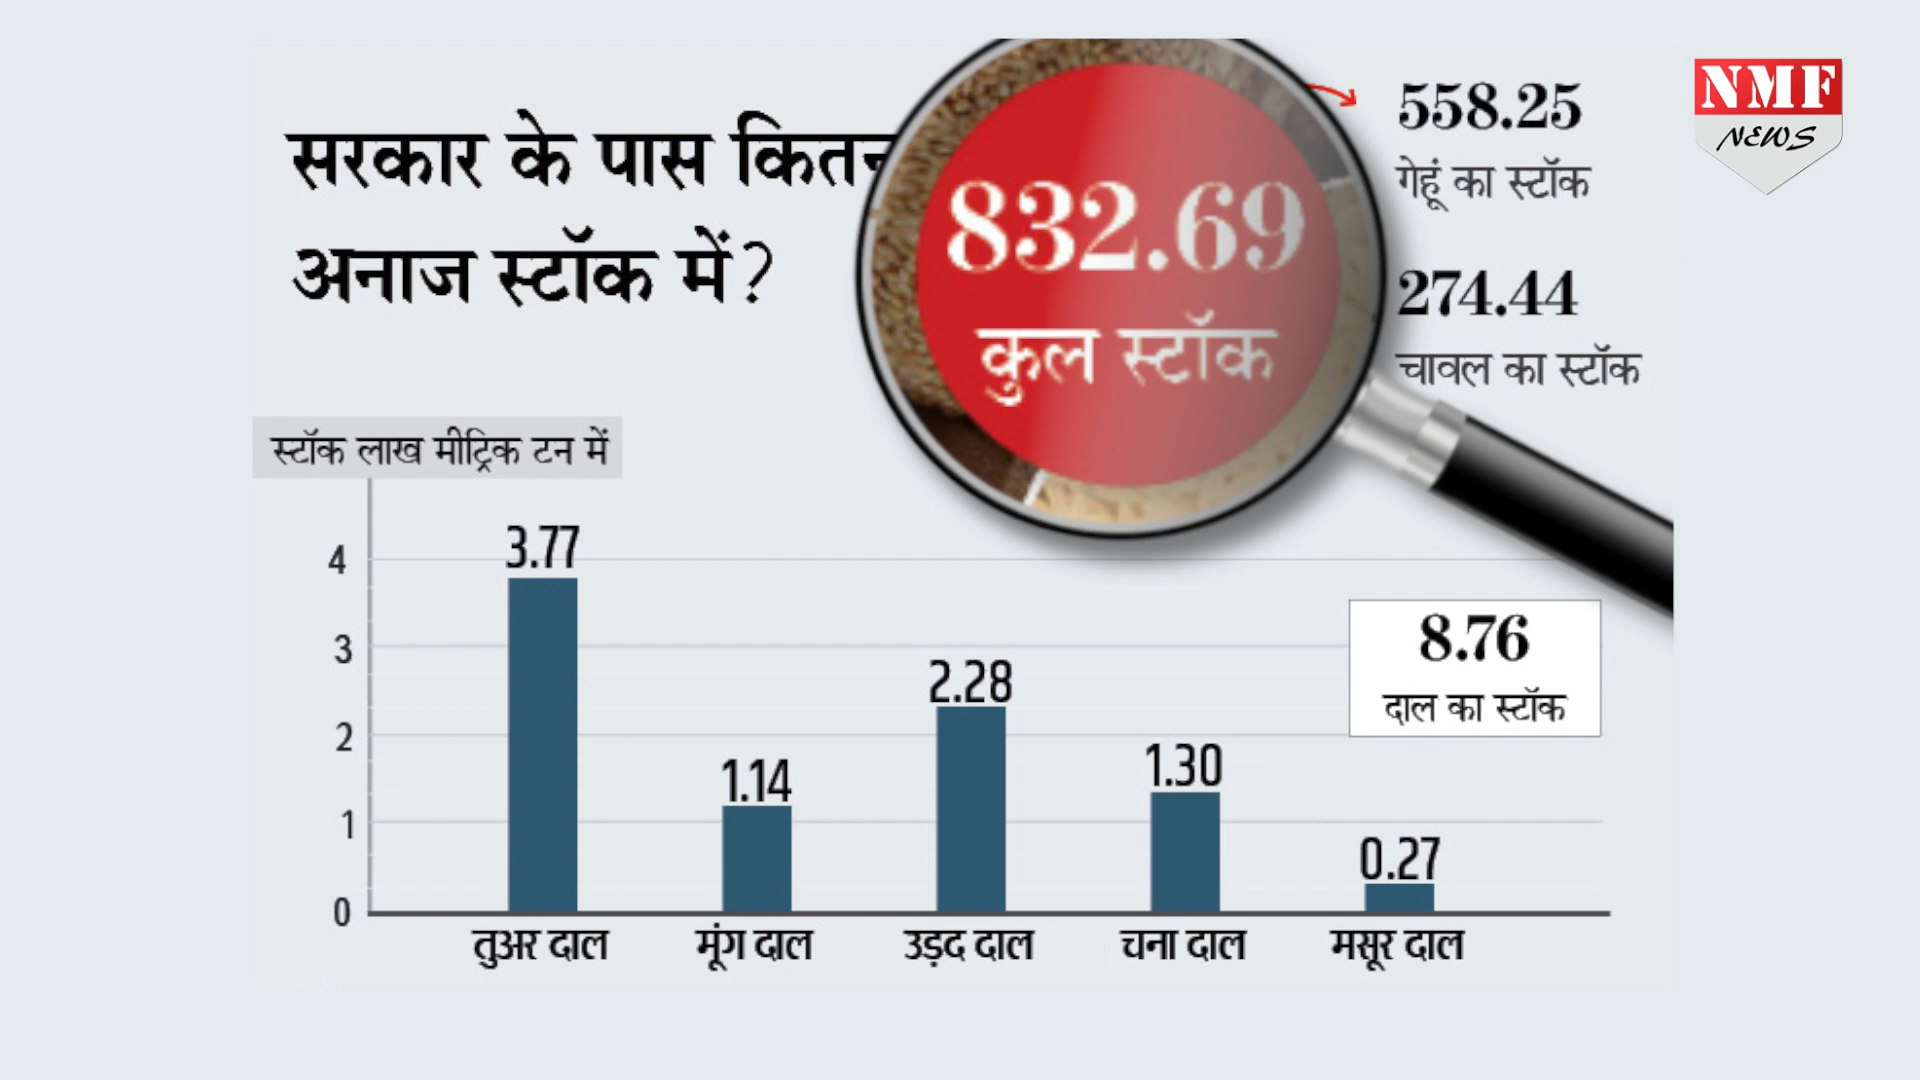 सरकार के पास
अनाज स्टॉक में?
832.69
कुल स्टॉक
558.25
गेहूं का स्टॉक
274.44
चावल का स्टॉक
NMF
NEWS
स्टॉक लाख मीट्रिक टन में
4
3
2
1
0
3.77
1.14
2.28
1.30
0.27
8.76
दाल का स्टॉक
तुअर दाल
मूंग दाल
उड़द दाल
चना दाल
मसूर दाल